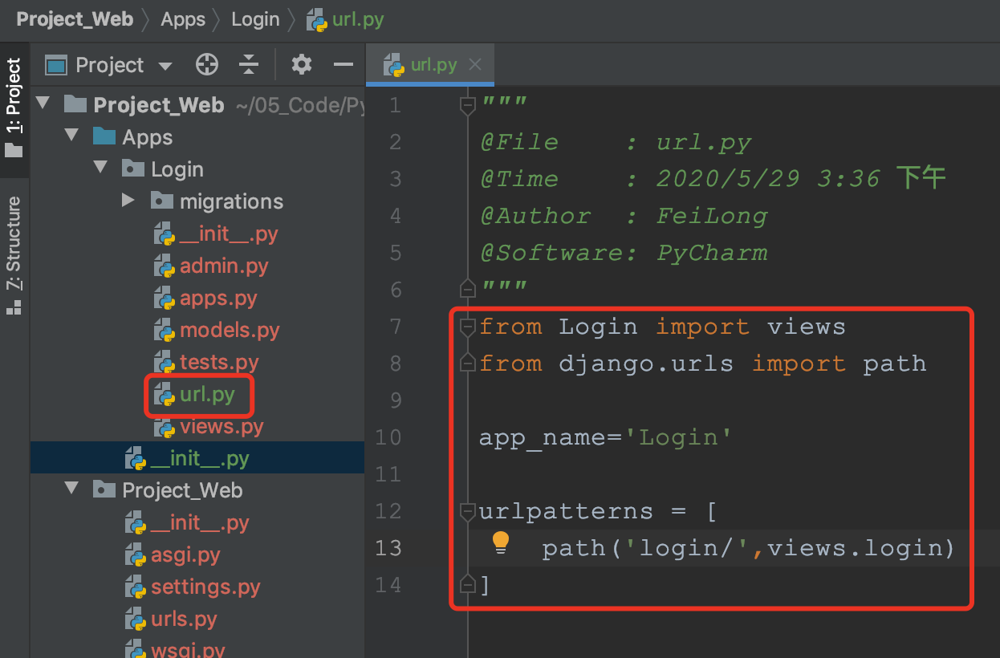 Project_Web Apps Login url.py
1: Project
7: Structure
Project
Project_Web ~/05_Code/Py
Apps
Login
migrations
__init__.py
admin.py
apps.py
models.py
tests.py
url.py
views.py
__init__.py
Project_Web
__init__.py
asgi.py
settings.py
urls.py
wsgi.py
url.py
1 """
2 @File    : url.py
3 @Time    : 2020/5/29 3:36 下午
4 @Author  : FeiLong
5 @Software: PyCharm
6 """
7 from Login import views
8 from django.urls import path
9
10 app_name='Login'
11
12 urlpatterns = [
13     path('login/',views.login)
14 ]